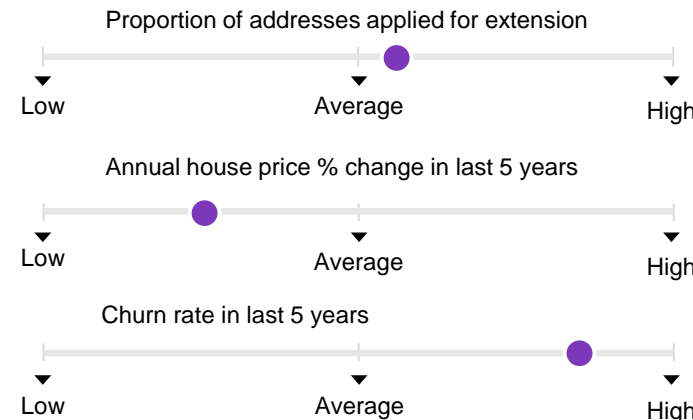 Proportion of addresses applied for extension
Low Average High
Annual house price % change in last 5 years
Low Average High
Churn rate in last 5 years
Low Average High